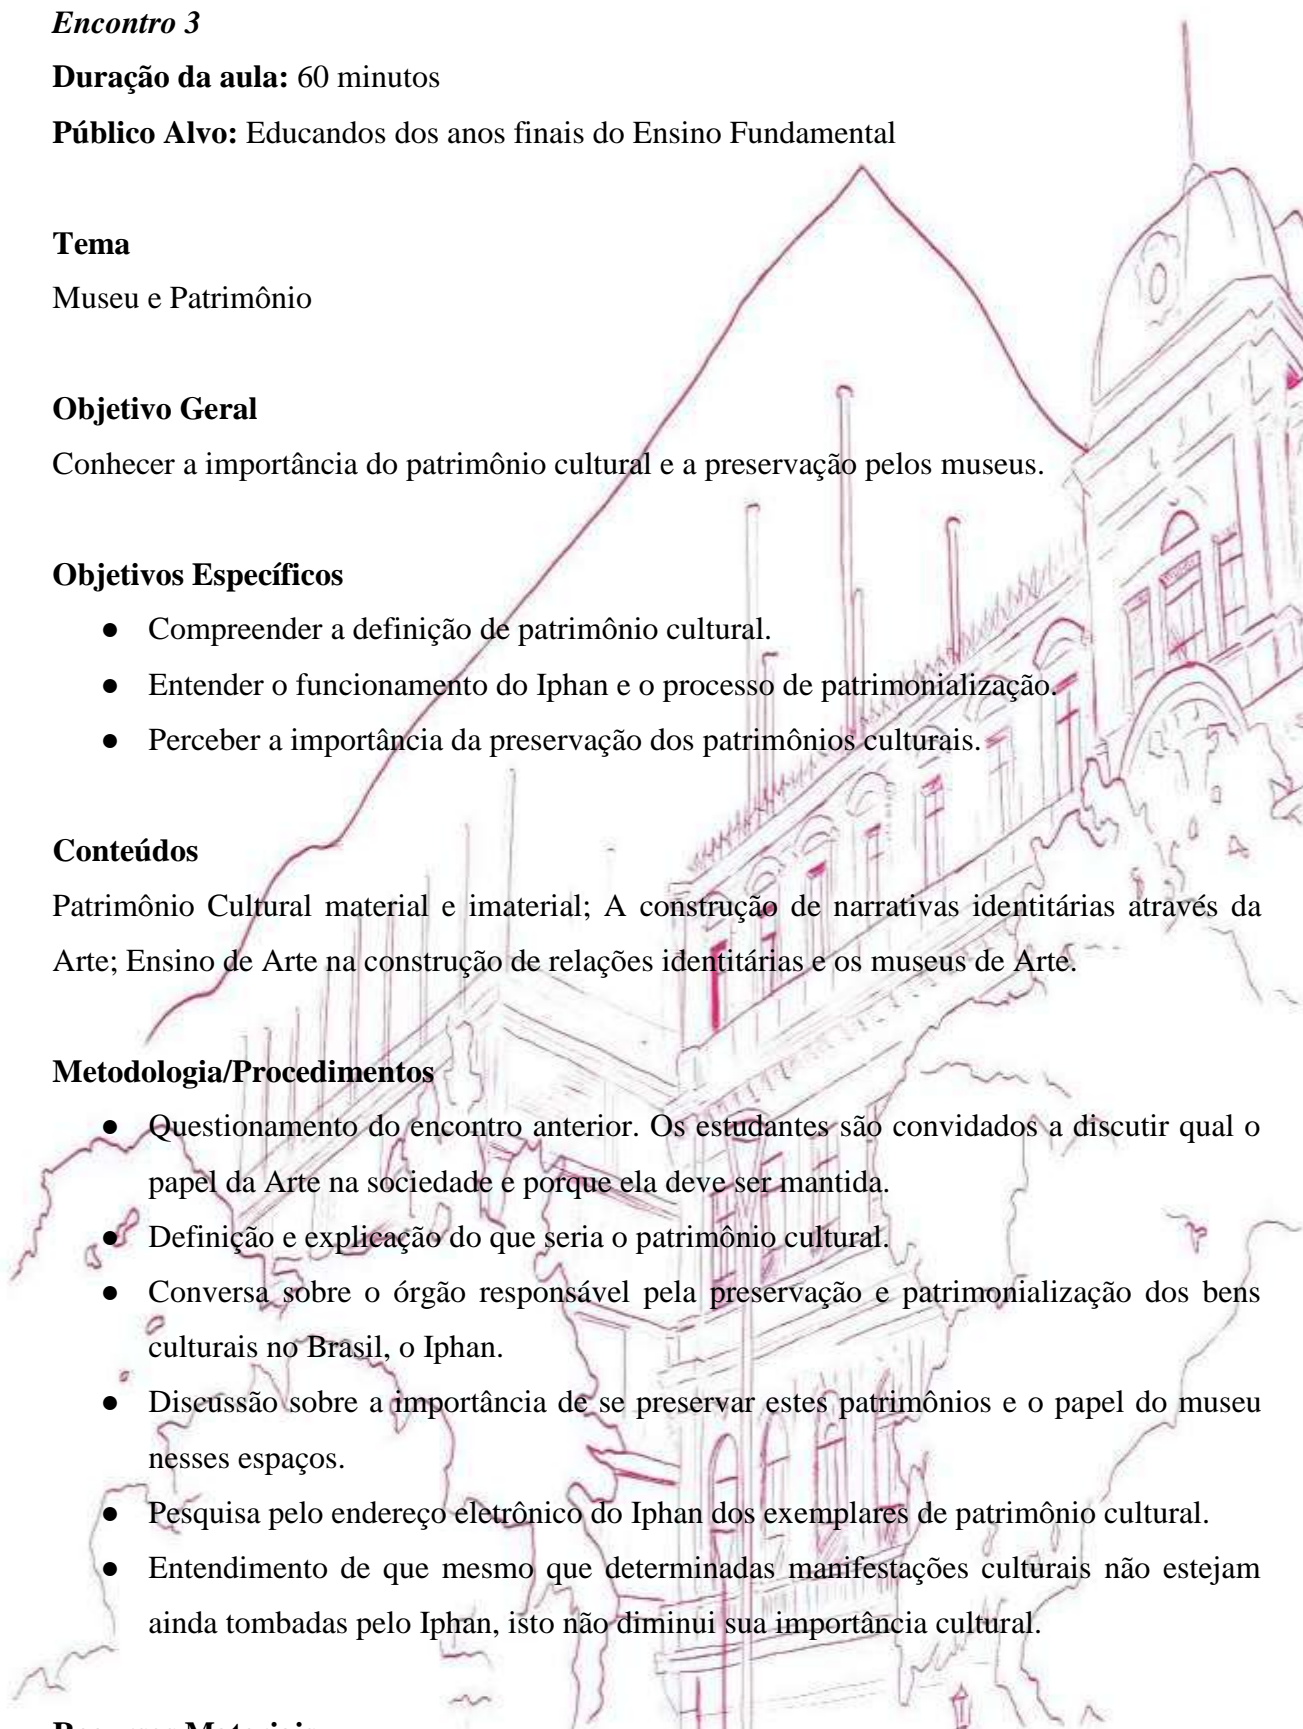 Encontro 3
Duração da aula: 60 minutos
Público Alvo: Educandos dos anos finais do Ensino Fundamental
Tema
Museu e Patrimônio
Objetivo Geral
Conhecer a importância do patrimônio cultural e a preservação pelos museus.
Objetivos Específicos
● Compreender a definição de patrimônio cultural.
● Entender o funcionamento do Iphan e o processo de patrimonialização.
● Perceber a importância da preservação dos patrimônios culturais.
Conteúdos
Patrimônio Cultural material e imaterial; A construção de narrativas identitárias através da
Arte; Ensino de Arte na construção de relações identitárias e os museus de Arte.
Metodologia/Procedimentos
● Questionamento do encontro anterior. Os estudantes são convidados a discutir qual o
papel da Arte na sociedade e porque ela deve ser mantida.
● Definição e explicação do que seria o patrimônio cultural.
● Conversa sobre o órgão responsável pela preservação e patrimonialização dos bens
culturais no Brasil, o Iphan.
● Discussão sobre a importância de se preservar estes patrimônios e o papel do museu
nesses espaços.
● Pesquisa pelo endereço eletrônico do Iphan dos exemplares de patrimônio cultural.
● Entendimento de que mesmo que determinadas manifestações culturais não estejam
ainda tombadas pelo Iphan, isto não diminui sua importância cultural.